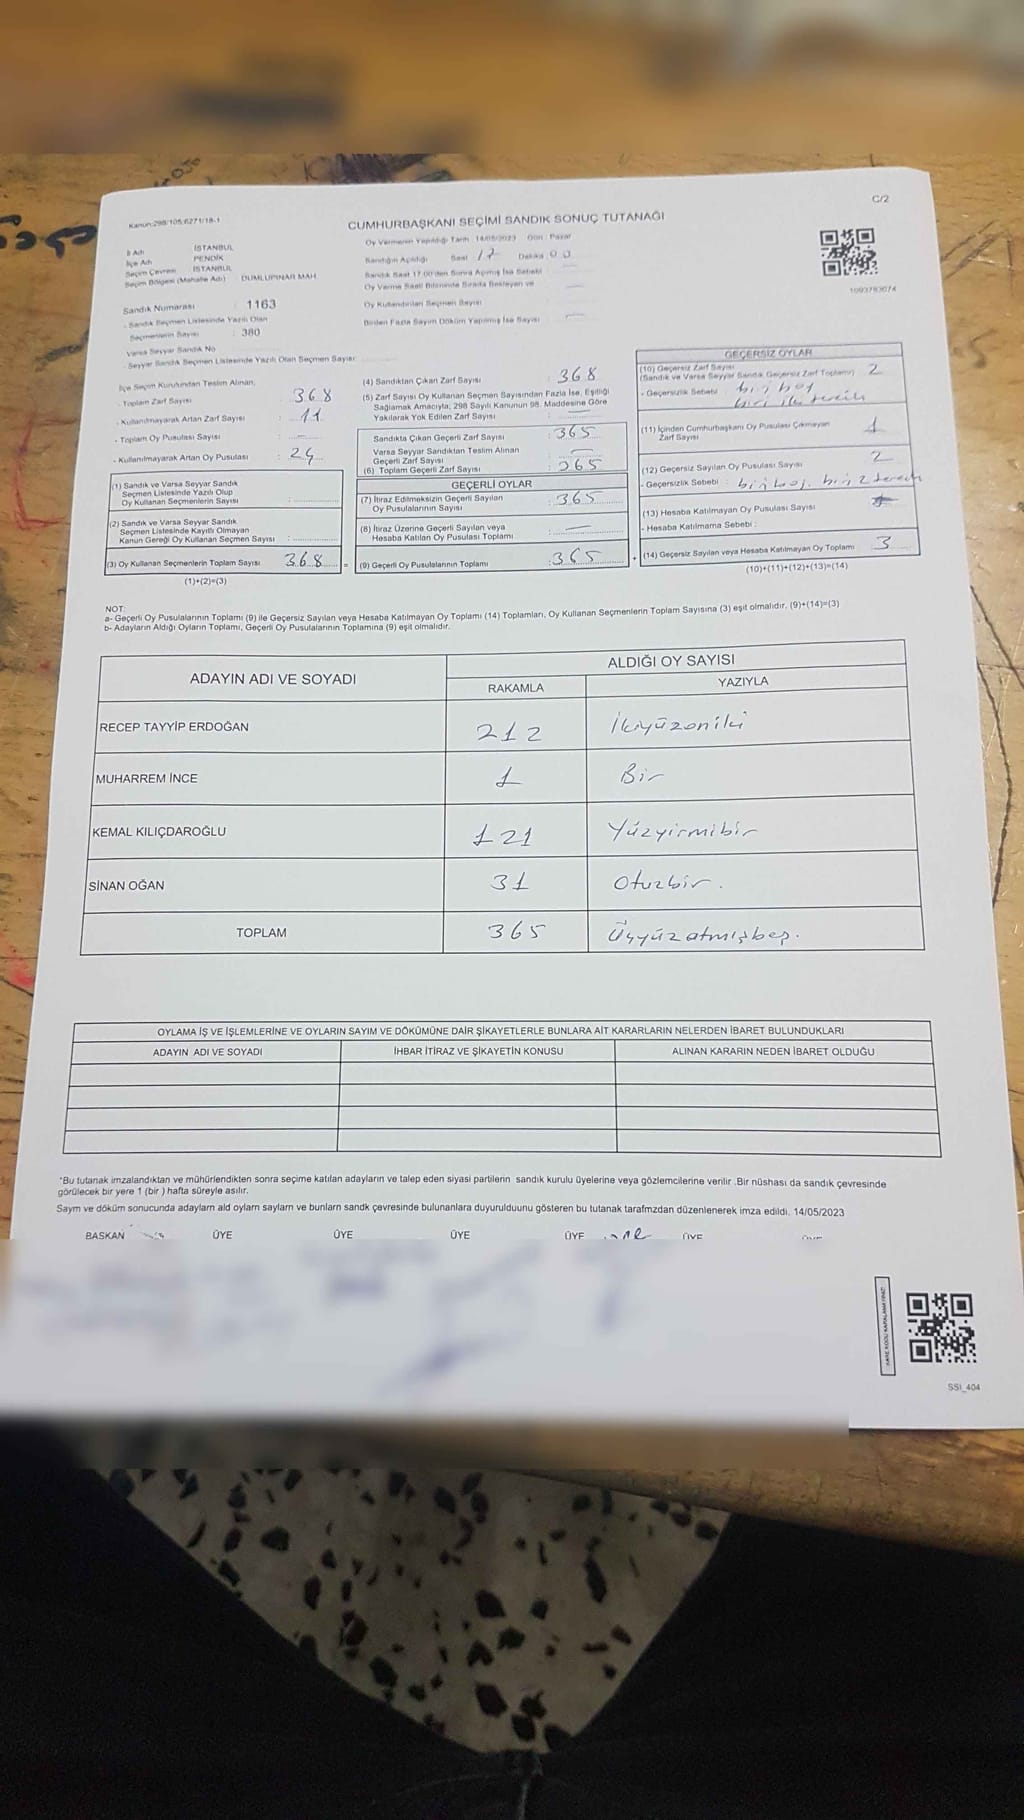 C/2
Kanun:298/105,6271/18-1
CUMHURBAŞKANI SEÇİMİ SANDIK SONUÇ TUTANAĞI
İl Adı İSTANBUL
İlçe Adı PENDİK
Seçim Çevresi İSTANBUL
Seçim Bölgesi (Mahalle Adı) DUMLUPINAR MAH.
Sandık Numarası : 1163
- Sandık Seçmen Listesinde Yazılı Olan
Seçmenlerin Sayısı : 380
Varsa Seyyar Sandık No
- Seyyar Sandık Seçmen Listesinde Yazılı Olan Seçmen Sayısı:
Oy Vermenin Yapıldığı Tarih : 14/05/2023 Gün : Pazar
Sandığın Açıldığı Saat 17 Dakika 00
Sandık Saat 17.00'den Sonra Açılmış İse Sebebi
Oy Verme Saati Bitiminde Sırada Bekleyen ve
Oy Kullandırılan Seçmen Sayısı
Birden Fazla Sayım Döküm Yapılmış İse Sayısı
1093783074
İlçe Seçim Kurulundan Teslim Alınan;
- Toplam Zarf Sayısı : 368
- Kullanılmayarak Artan Zarf Sayısı : 11
- Toplam Oy Pusulası Sayısı :
- Kullanılmayarak Artan Oy Pusulası : 24
(1) Sandık ve Varsa Seyyar Sandık
Seçmen Listesinde Yazılı Olup
Oy Kullanan Seçmenlerin Sayısı :
(2) Sandık ve Varsa Seyyar Sandık
Seçmen Listesinde Kayıtlı Olmayan
Kanun Gereği Oy Kullanan Seçmen Sayısı :
(3) Oy Kullanan Seçmenlerin Toplam Sayısı 368
(1)+(2)=(3)
(4) Sandıktan Çıkan Zarf Sayısı : 368
(5) Zarf Sayısı Oy Kullanan Seçmen Sayısından Fazla İse, Eşitliği
Sağlamak Amacıyla; 298 Sayılı Kanunun 98. Maddesine Göre
Yakılarak Yok Edilen Zarf Sayısı :
Sandıkta Çıkan Geçerli Zarf Sayısı : 365
Varsa Seyyar Sandıktan Teslim Alınan
Geçerli Zarf Sayısı :
(6) Toplam Geçerli Zarf Sayısı : 365
GEÇERLİ OYLAR
(7) İtiraz Edilmeksizin Geçerli Sayılan
Oy Pusulalarının Sayısı : 365
(8) İtiraz Üzerine Geçerli Sayılan veya
Hesaba Katılan Oy Pusulası Toplamı :
= (9) Geçerli Oy Pusulalarının Toplamı : 365
GEÇERSİZ OYLAR
(10) Geçersiz Zarf Sayısı
(Sandık ve Varsa Seyyar Sandık Geçersiz Zarf Toplamı) 2
- Geçersizlik Sebebi : biri boş
biri iki tercih
(11) İçinden Cumhurbaşkanı Oy Pusulası Çıkmayan
Zarf Sayısı 1
(12) Geçersiz Sayılan Oy Pusulası Sayısı 2
- Geçersizlik Sebebi : biri boş. biri 2 tercih
(13) Hesaba Katılmayan Oy Pusulası Sayısı
- Hesaba Katılmama Sebebi :
+ (14) Geçersiz Sayılan veya Hesaba Katılmayan Oy Toplamı 3
(10)+(11)+(12)+(13)=(14)
NOT:
a- Geçerli Oy Pusulalarının Toplamı (9) ile Geçersiz Sayılan veya Hesaba Katılmayan Oy Toplamı (14) Toplamları, Oy Kullanan Seçmenlerin Toplam Sayısına (3) eşit olmalıdır. (9)+(14)=(3)
b- Adayların Aldığı Oyların Toplamı, Geçerli Oy Pusulalarının Toplamına (9) eşit olmalıdır.
ADAYIN ADI VE SOYADI ALDIĞI OY SAYISI
RAKAMLA YAZIYLA
RECEP TAYYİP ERDOĞAN 212 İkiyüzoniki
MUHARREM İNCE 1 Bir
KEMAL KILIÇDAROĞLU 121 Yüzyirmibir
SİNAN OĞAN 31 Otuzbir.
TOPLAM 365 Üçyüzatmışbeş.
OYLAMA İŞ VE İŞLEMLERİNE VE OYLARIN SAYIM VE DÖKÜMÜNE DAİR ŞİKAYETLERLE BUNLARA AİT KARARLARIN NELERDEN İBARET BULUNDUKLARI
ADAYIN ADI VE SOYADI İHBAR İTİRAZ VE ŞİKAYETİN KONUSU ALINAN KARARIN NEDEN İBARET OLDUĞU
*Bu tutanak imzalandıktan ve mühürlendikten sonra seçime katılan adayların ve talep eden siyasi partilerin sandık kurulu üyelerine veya gözlemcilerine verilir .Bir nüshası da sandık çevresinde
görülecek bir yere 1 (bir ) hafta süreyle asılır.
Saym ve döküm sonucunda adaylarn ald oylarn saylarn ve bunlarn sandk çevresinde bulunanlara duyurulduunu gösteren bu tutanak tarafmzdan düzenlenerek imza edildi. 14/05/2023
BAŞKAN ÜYE ÜYE ÜYE ÜYE ÜYE
SSI_404